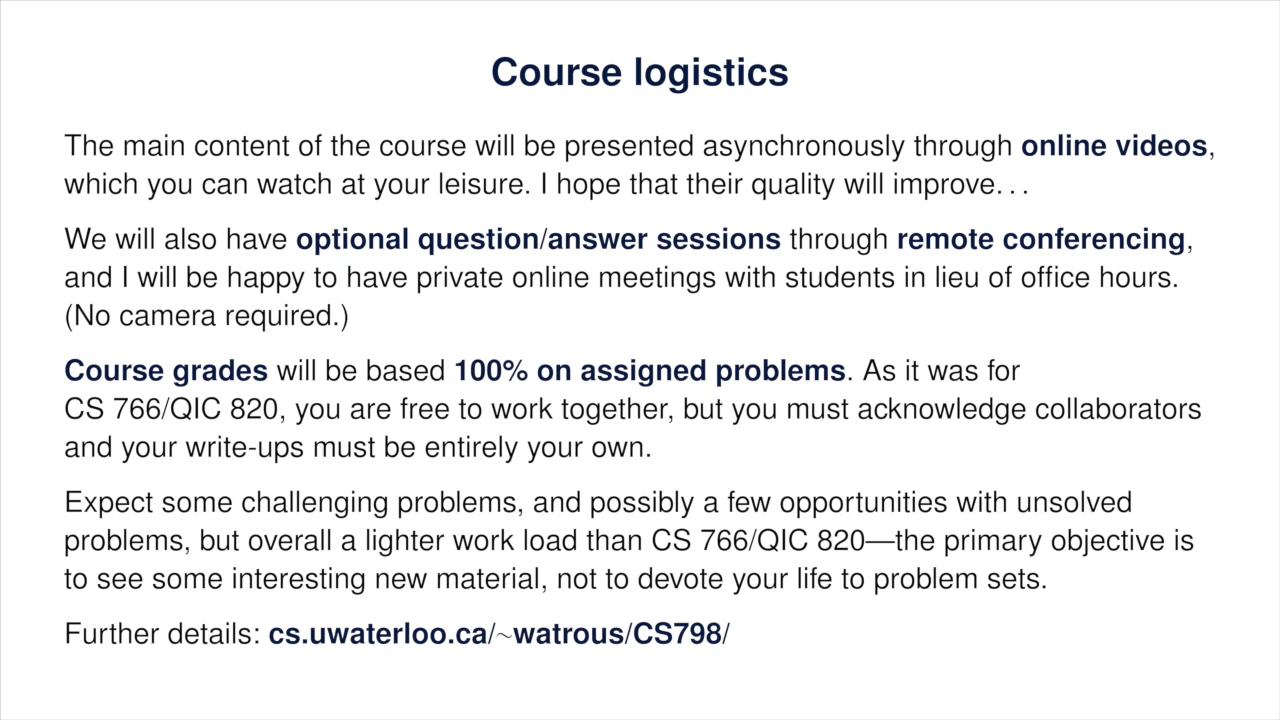 Course logistics
The main content of the course will be presented asynchronously through online videos,
which you can watch at your leisure. I hope that their quality will improve. . .
We will also have optional question/answer sessions through remote conferencing,
and I will be happy to have private online meetings with students in lieu of office hours.
(No camera required.)
Course grades will be based 100% on assigned problems. As it was for
CS 766/QIC 820, you are free to work together, but you must acknowledge collaborators
and your write-ups must be entirely your own.
Expect some challenging problems, and possibly a few opportunities with unsolved
problems, but overall a lighter work load than CS 766/QIC 820—the primary objective is
to see some interesting new material, not to devote your life to problem sets.
Further details: cs.uwaterloo.ca/~watrous/CS798/